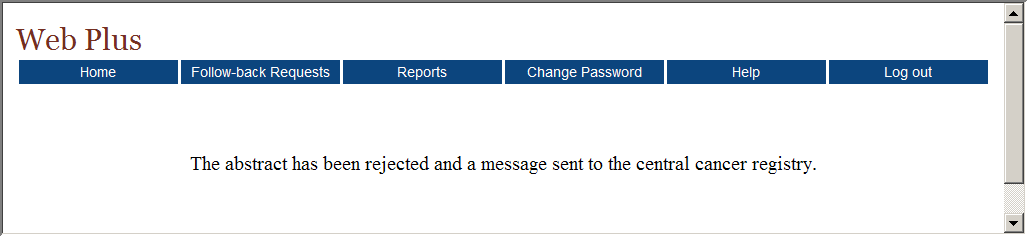 Web Plus
Home Follow-back Requests Reports Change Password Help Log out
The abstract has been rejected and a message sent to the central cancer registry.